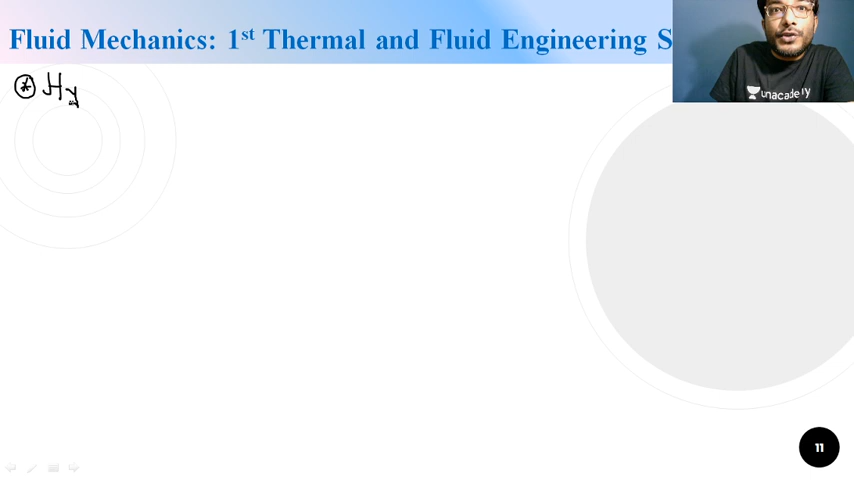 Fluid Mechanics: 1st Thermal and Fluid Engineering S
unacademy
* Hy
11